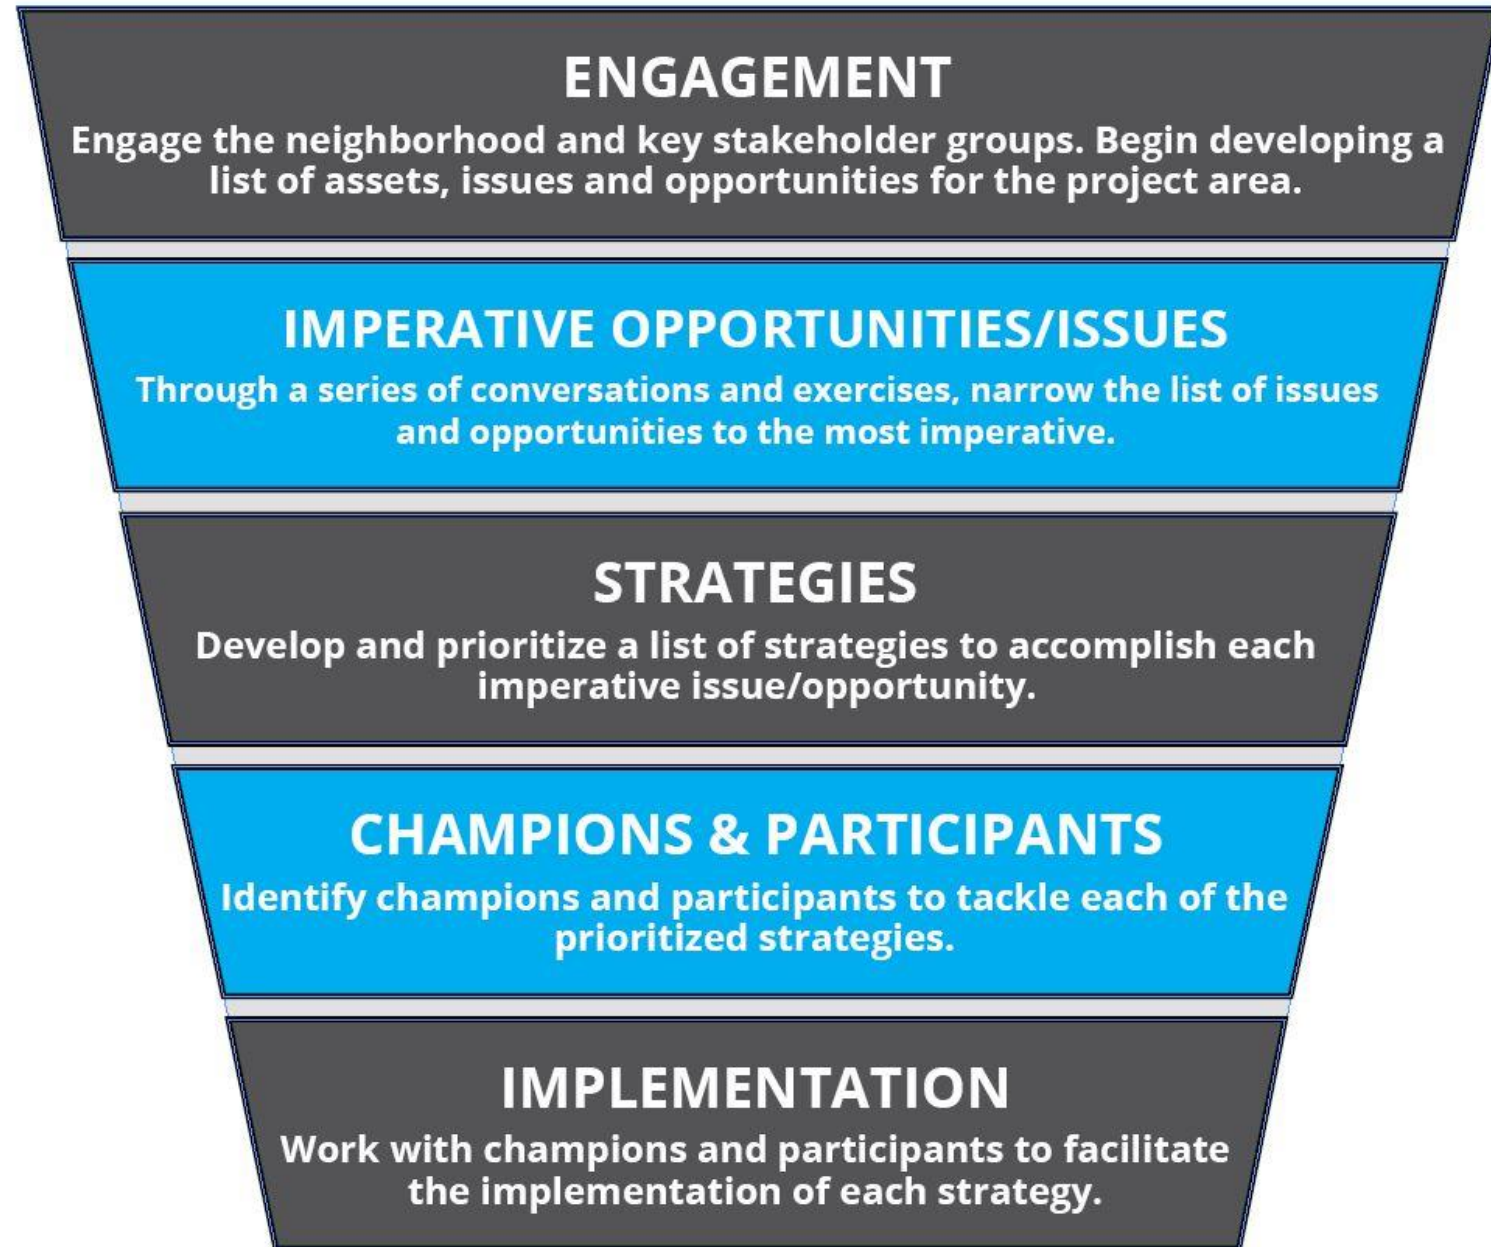 ENGAGEMENT
Engage the neighborhood and key stakeholder groups. Begin developing a
list of assets, issues and opportunities for the project area.
IMPERATIVE OPPORTUNITIES/ISSUES
Through a series of conversations and exercises, narrow the list of issues
and opportunities to the most imperative.
STRATEGIES
Develop and prioritize a list of strategies to accomplish each
imperative issue/opportunity.
CHAMPIONS & PARTICIPANTS
Identify champions and participants to tackle each of the
prioritized strategies.
IMPLEMENTATION
Work with champions and participants to facilitate
the implementation of each strategy.